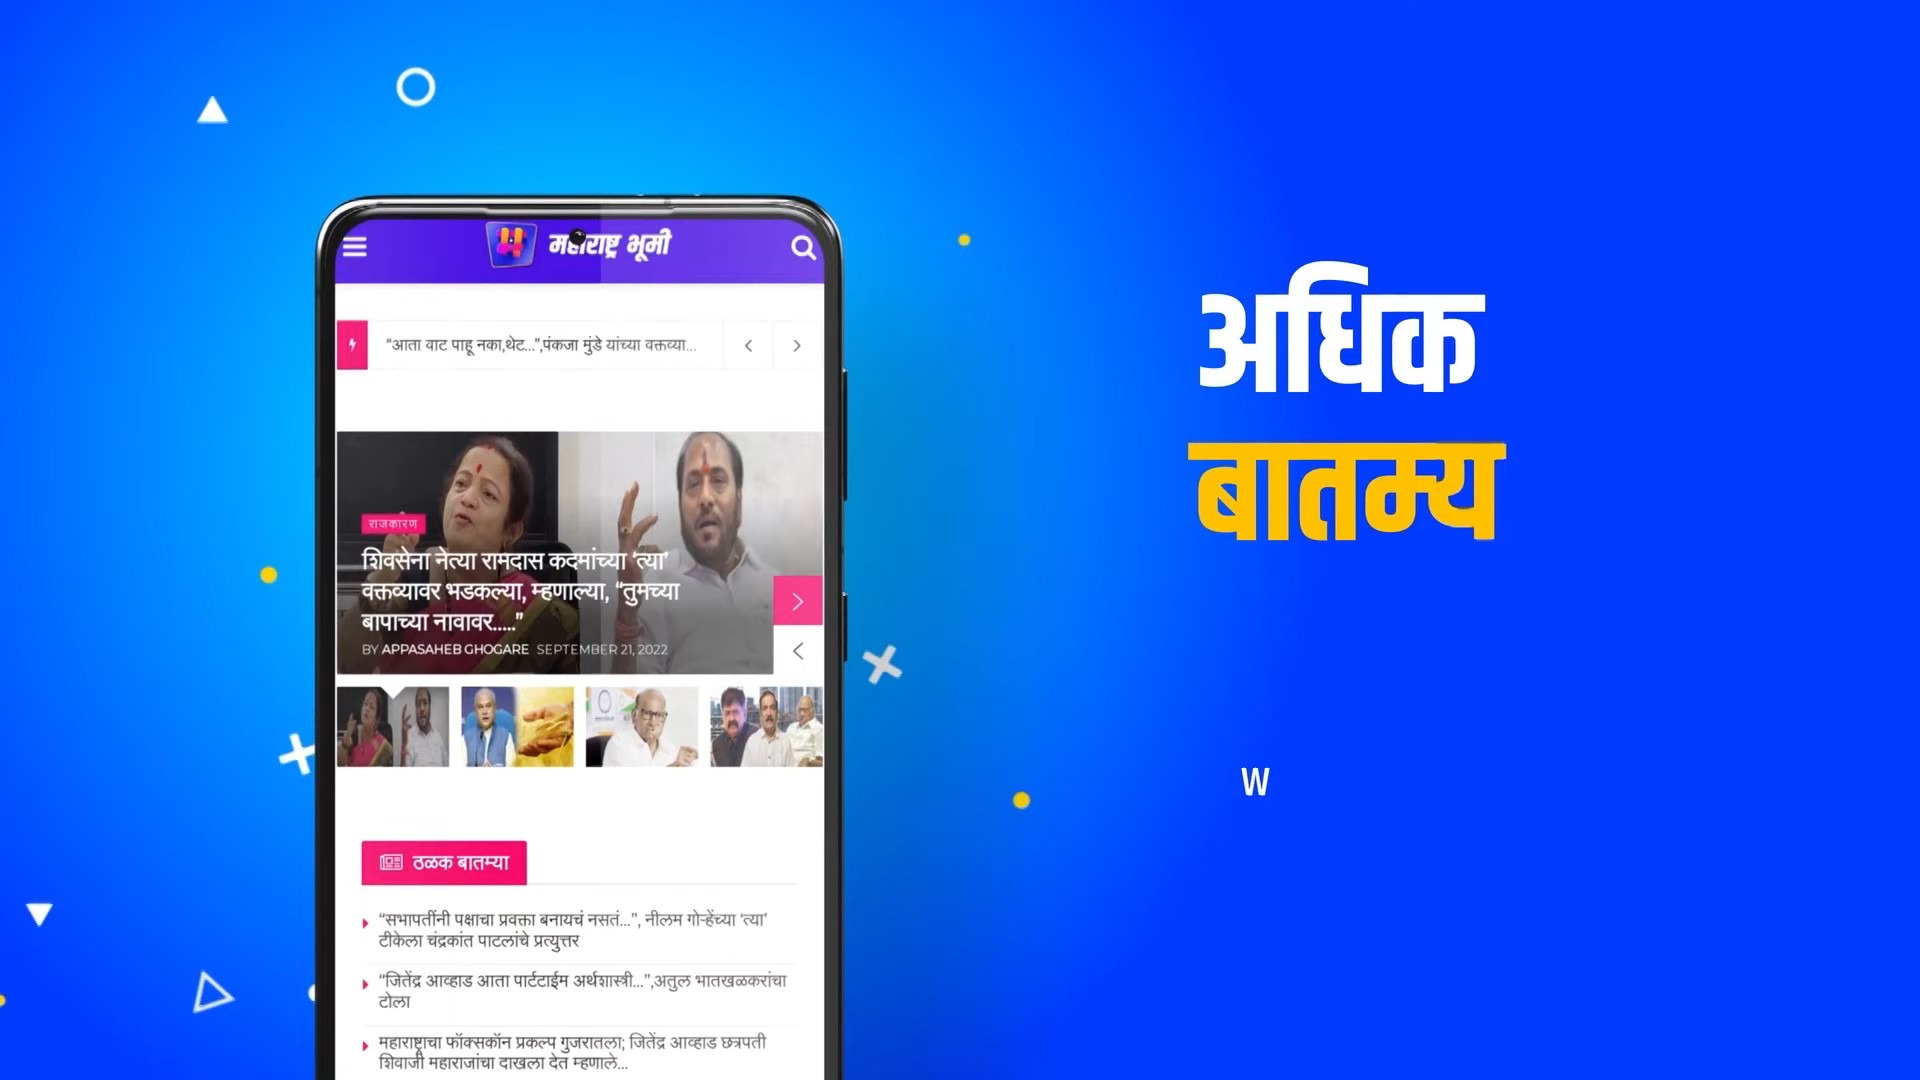 महाराष्ट्र भूमी
“आता वाट पाहू नका,थेट...”,पंकजा मुंडे यांच्या वक्तव्या...
राजकारण
शिवसेना नेत्या रामदास कदमांच्या ‘त्या’
वक्तव्यावर भडकल्या, म्हणाल्या, “तुमच्या
बापाच्या नावावर.....”
BY APPASAHEB GHOGARE SEPTEMBER 21, 2022
ठळक बातम्या
“सभापतींनी पक्षाचा प्रवक्ता बनायचं नसतं...”, नीलम गोऱ्हेंच्या ‘त्या’
टीकेला चंद्रकांत पाटलांचे प्रत्युत्तर
“जितेंद्र आव्हाड आता पार्टटाईम अर्थशास्त्री...”,अतुल भातखळकरांचा
टोला
महाराष्ट्राचा फॉक्सकॉन प्रकल्प गुजरातला; जितेंद्र आव्हाड छत्रपती
शिवाजी महाराजांचा दाखला देत म्हणाले...
अधिक
बातम्य
W